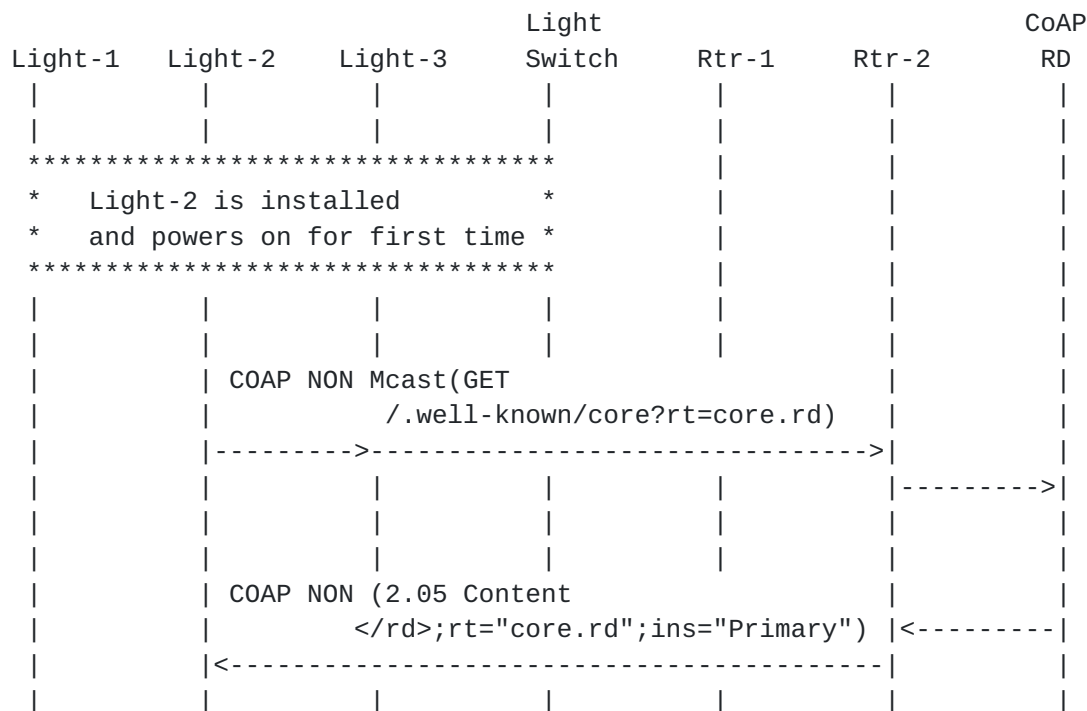 Light                            CoAP
Light-1   Light-2    Light-3     Switch     Rtr-1     Rtr-2        RD
 |          |          |          |          |          |          |
 |          |          |          |          |          |          |
 **********************************          |          |          |
 *   Light-2 is installed         *          |          |          |
 *   and powers on for first time *          |          |          |
 **********************************          |          |          |
 |          |          |          |          |          |          |
 |          |          |          |          |          |          |
 |          | COAP NON Mcast(GET                        |          |
 |          |           /.well-known/core?rt=core.rd)   |          |
 |          |--------->-------------------------------->|          |
 |          |          |          |          |          |--------->|
 |          |          |          |          |          |          |
 |          |          |          |          |          |          |
 |          | COAP NON (2.05 Content                    |          |
 |          |         </rd>;rt="core.rd";ins="Primary") |<---------|
 |          |<------------------------------------------|          |
 |          |          |          |          |          |          |